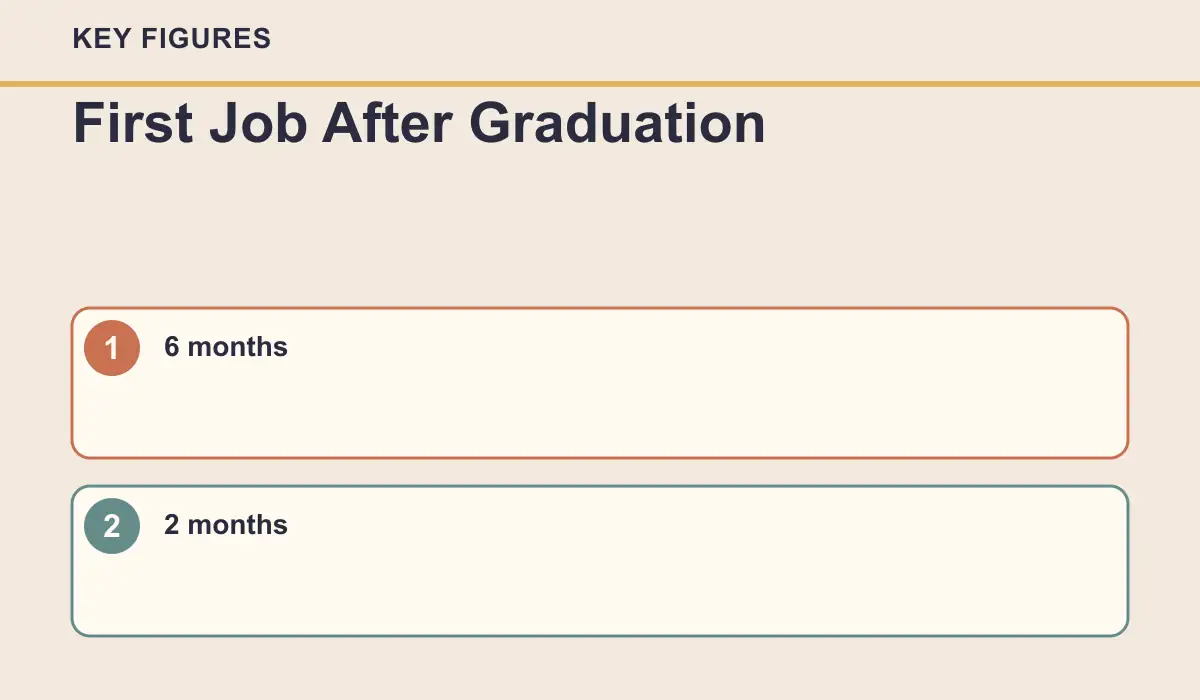 KEY FIGURES
First Job After Graduation
1
6 months
2
2 months